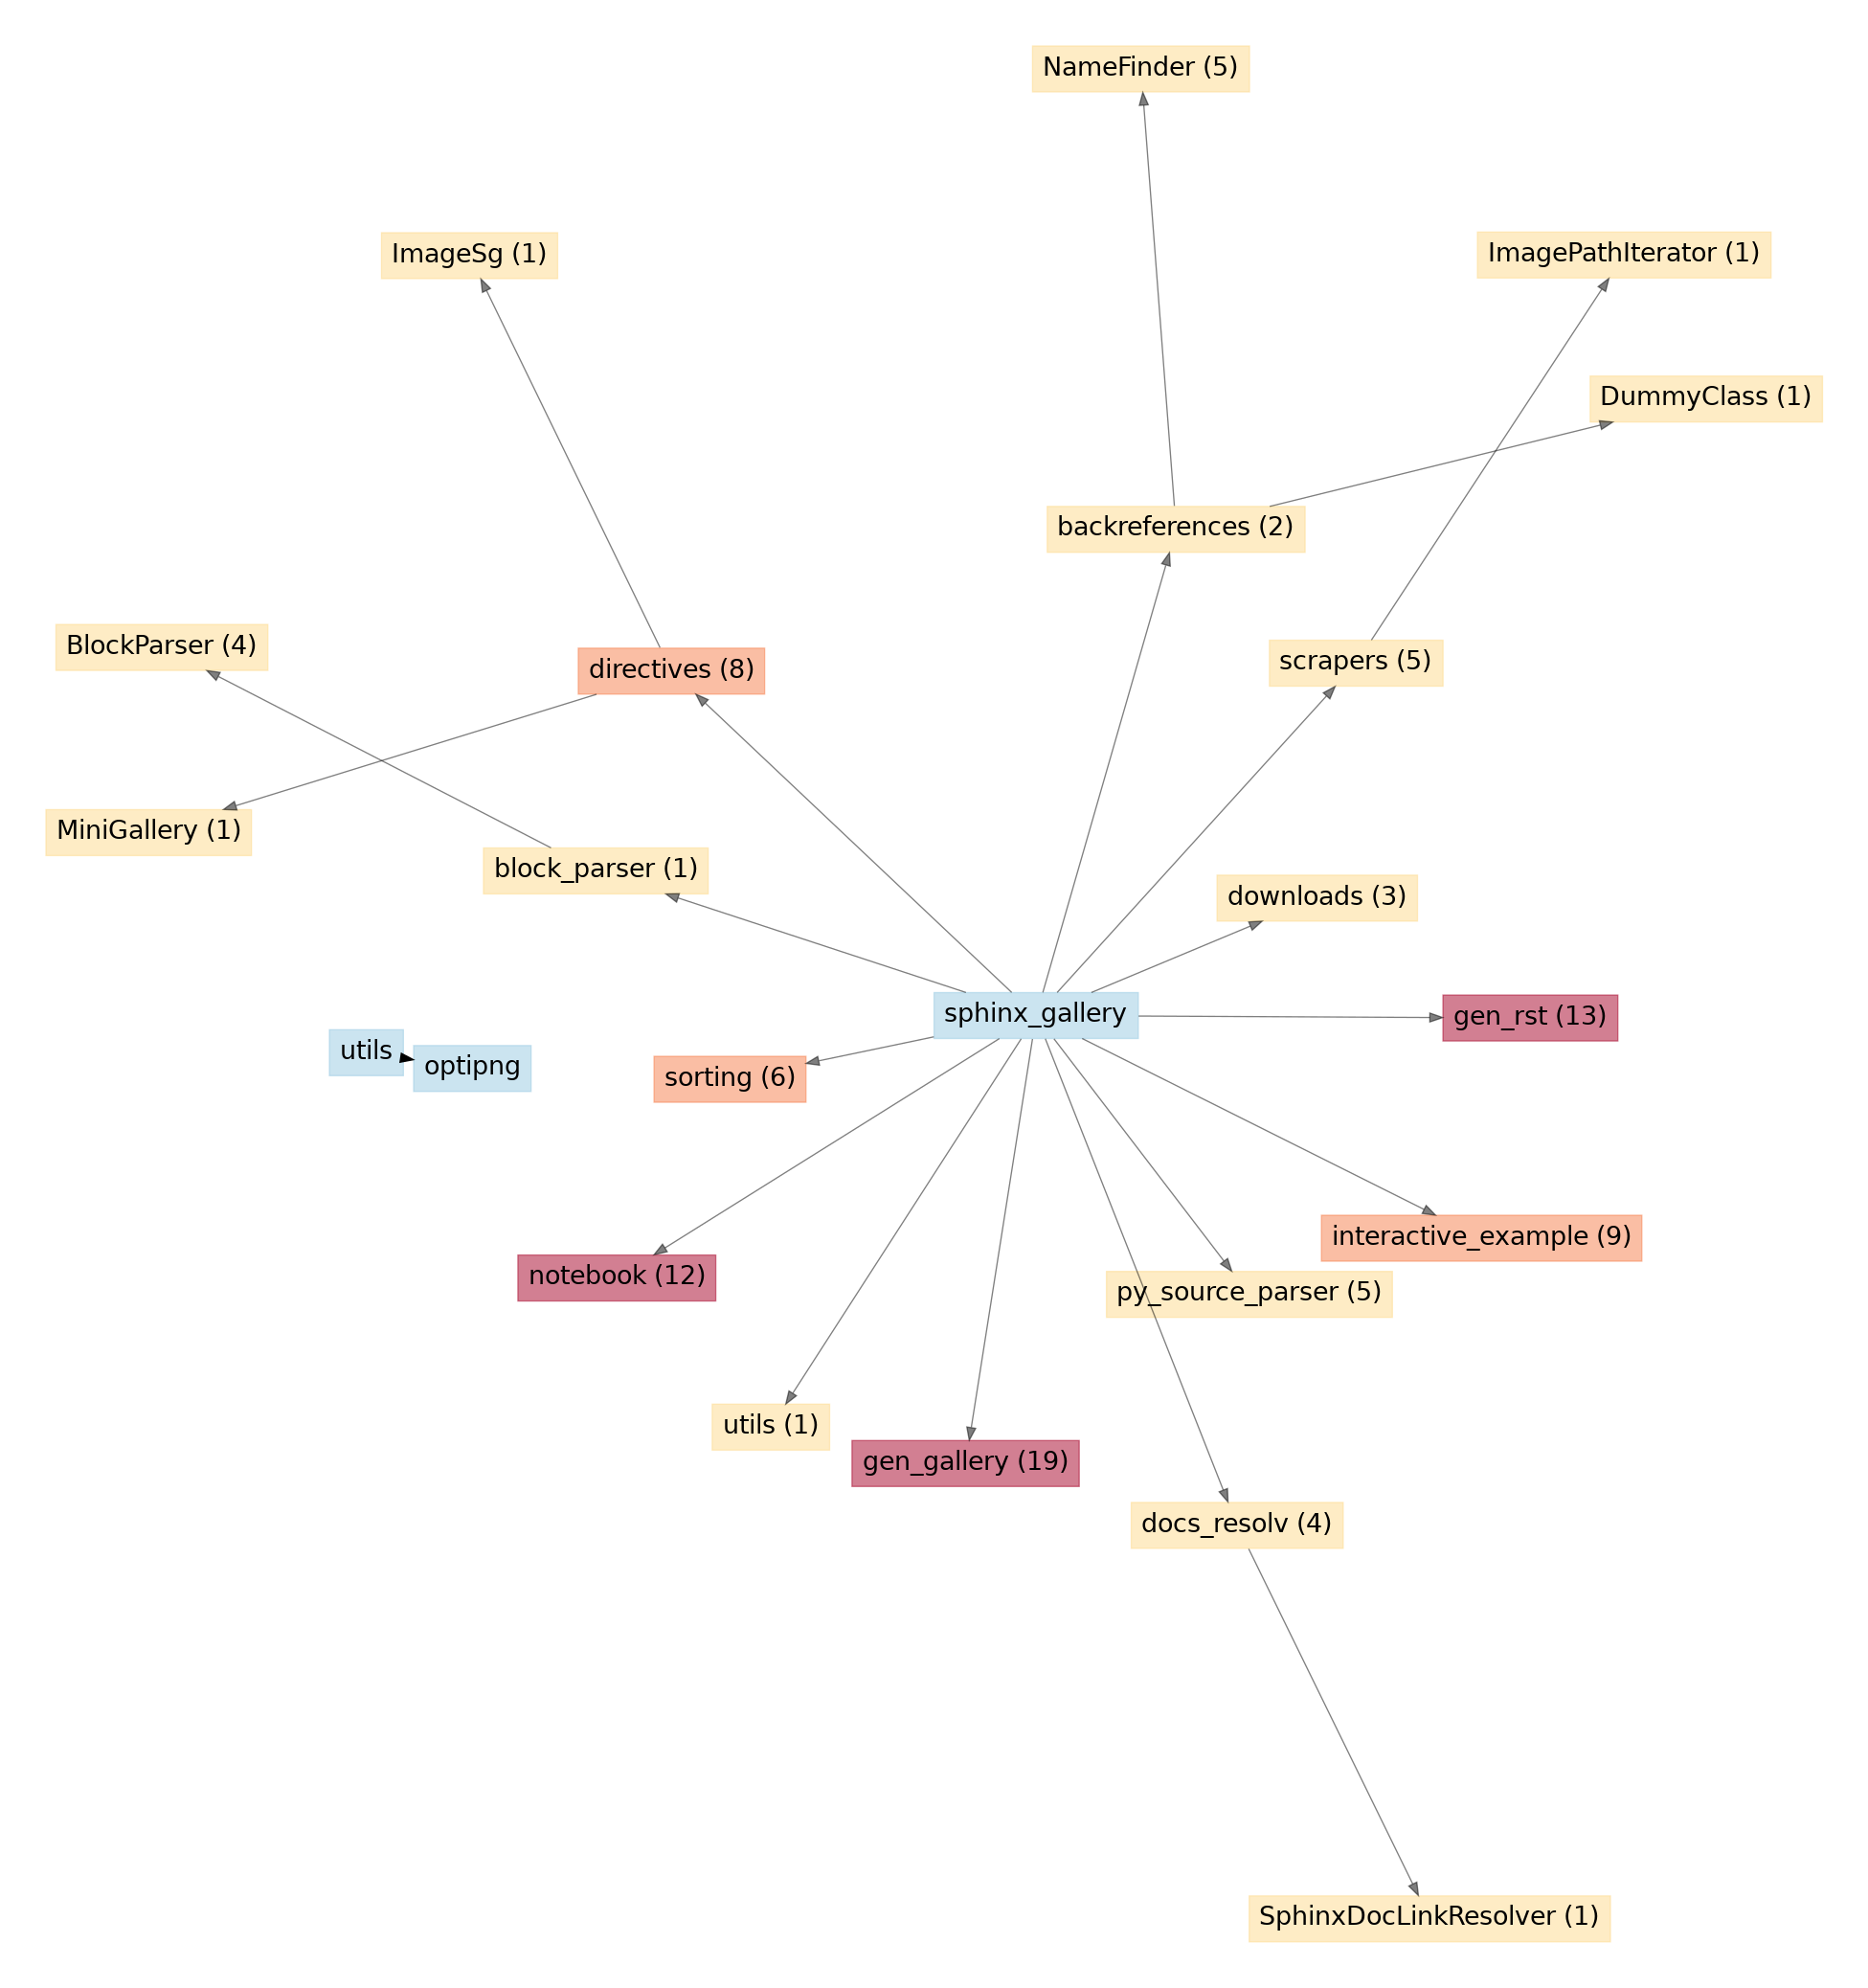 NameFinder (5)
ImageSg (1)
ImagePathIterator (1)
DummyClass (1)
backreferences (2)
BlockParser (4)
directives (8)
scrapers (5)
MiniGallery (1)
block_parser (1)
downloads (3)
sphinx_gallery
gen_rst (13)
utils
optipng
sorting (6)
interactive_example (9)
notebook (12)
py_source_parser (5)
utils (1)
gen_gallery (19)
docs_resolv (4)
SphinxDocLinkResolver (1)